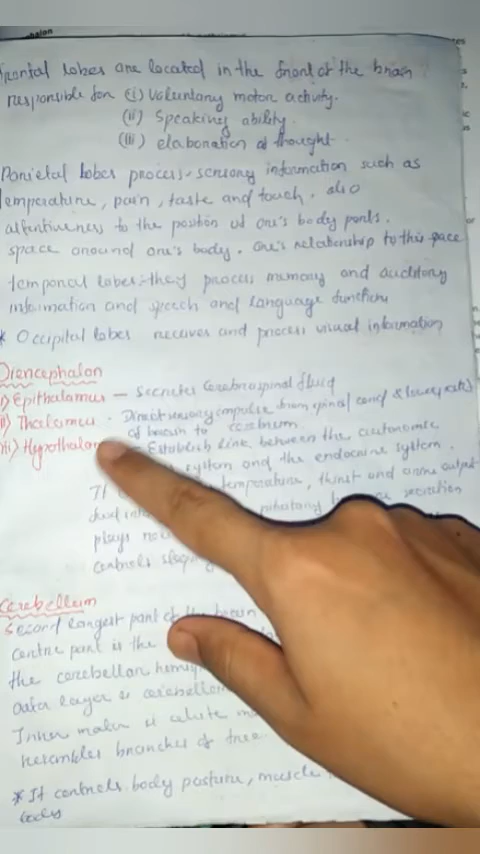 Frontal lobes are located in the front of the brain
responsible for (i) Voluntary motor activity.
(ii) Speaking ability.
(iii) elaboration of thought.
Parietal lobes process sensory information such as
temperature, pain, taste and touch. also
attentiveness to the position of one's body parts.
space around one's body. one's relationship to this space
temporal lobes:- they process memory and auditory
information and speech and language functions
* Occipital lobes receives and process visual information
Diencephalon
i) Epithalamus – Secretes Cerebrospinal fluid
ii) Thalamus - Direct sensory impulse from spinal cord & lower parts
of brain to cerebrum.
iii) Hypothalam
Establish link between the autonomic
system and the endocrine system.
temperature, thirst and urine output
plays
controls sleep
Cerebellum
Second largest part of the brain
centre part is the
the cerebellar hemi
outer layer is cerebellar
Inner matter is white ma
resembles branches of tree.
* It controls body posture, muscle
body